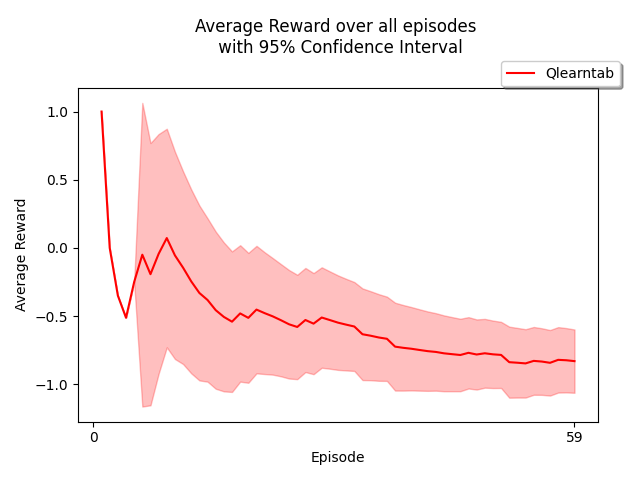 Average Reward over all episodes
with 95% Confidence Interval
Qlearntab
1.0
0.5
0.0
−0.5
−1.0
Average Reward
0
59
Episode